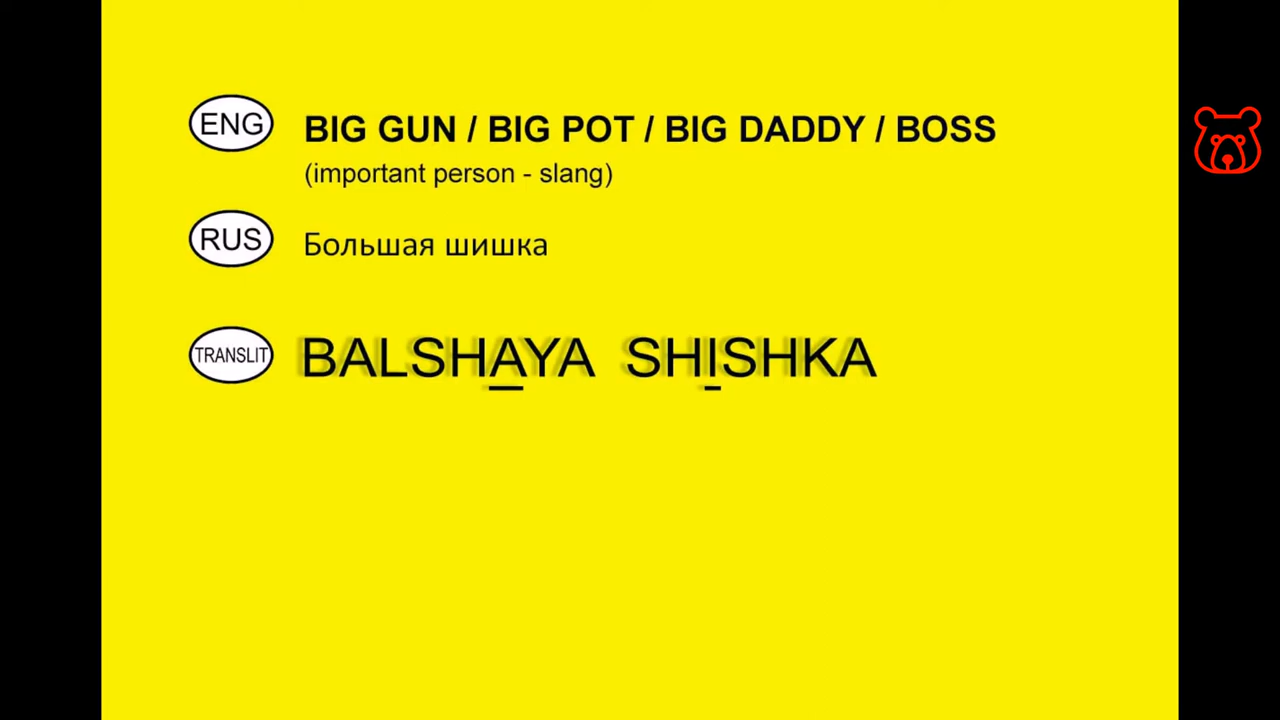 ENG BIG GUN / BIG POT / BIG DADDY / BOSS
(important person - slang)
RUS Большая шишка
TRANSLIT BALSHAYA SHISHKA